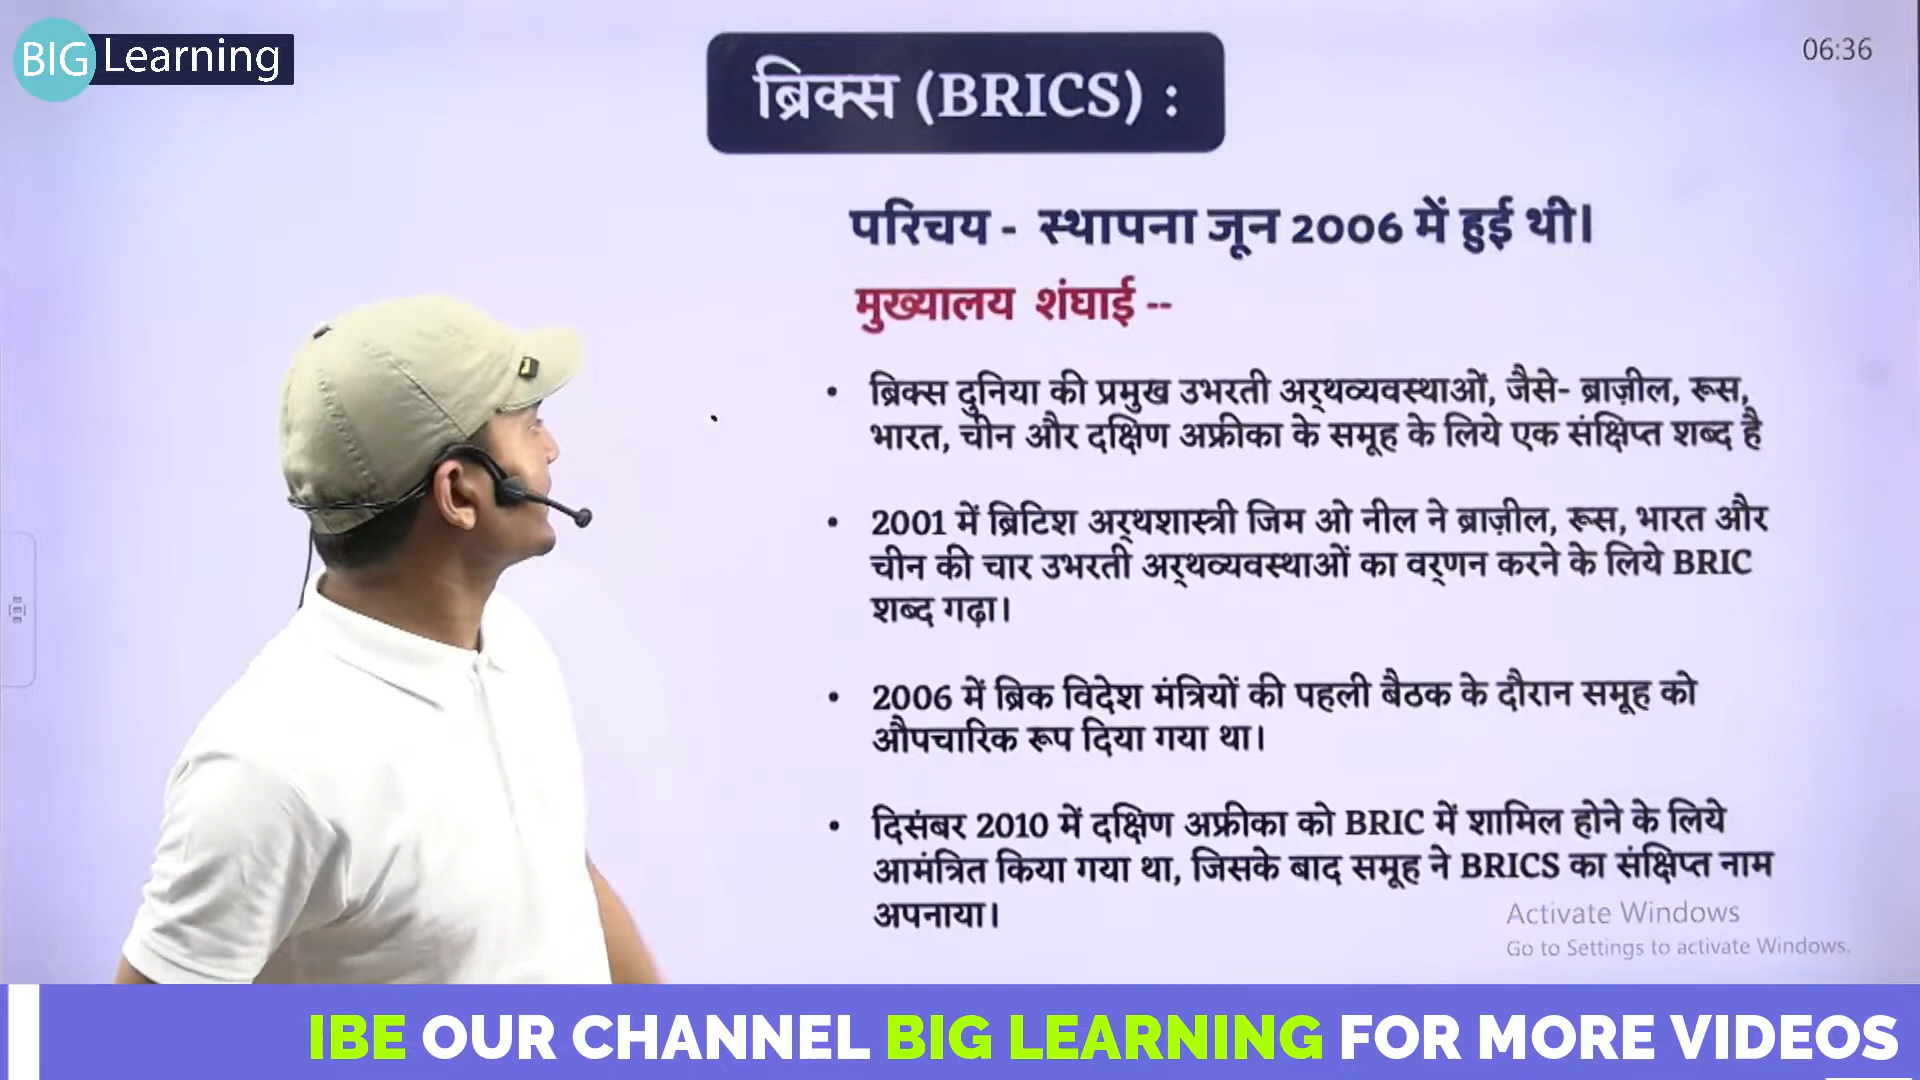 BIG Learning
06:36
ब्रिक्स (BRICS) :
परिचय - स्थापना जून 2006 में हुई थी।
मुख्यालय शंघाई --
• ब्रिक्स दुनिया की प्रमुख उभरती अर्थव्यवस्थाओं, जैसे- ब्राज़ील, रूस,
भारत, चीन और दक्षिण अफ्रीका के समूह के लिये एक संक्षिप्त शब्द है
• 2001 में ब्रिटिश अर्थशास्त्री जिम ओ नील ने ब्राज़ील, रूस, भारत और
चीन की चार उभरती अर्थव्यवस्थाओं का वर्णन करने के लिये BRIC
शब्द गढ़ा।
• 2006 में ब्रिक विदेश मंत्रियों की पहली बैठक के दौरान समूह को
औपचारिक रूप दिया गया था।
• दिसंबर 2010 में दक्षिण अफ्रीका को BRIC में शामिल होने के लिये
आमंत्रित किया गया था, जिसके बाद समूह ने BRICS का संक्षिप्त नाम
अपनाया।
Activate Windows
Go to Settings to activate Windows.
IBE OUR CHANNEL BIG LEARNING FOR MORE VIDEOS